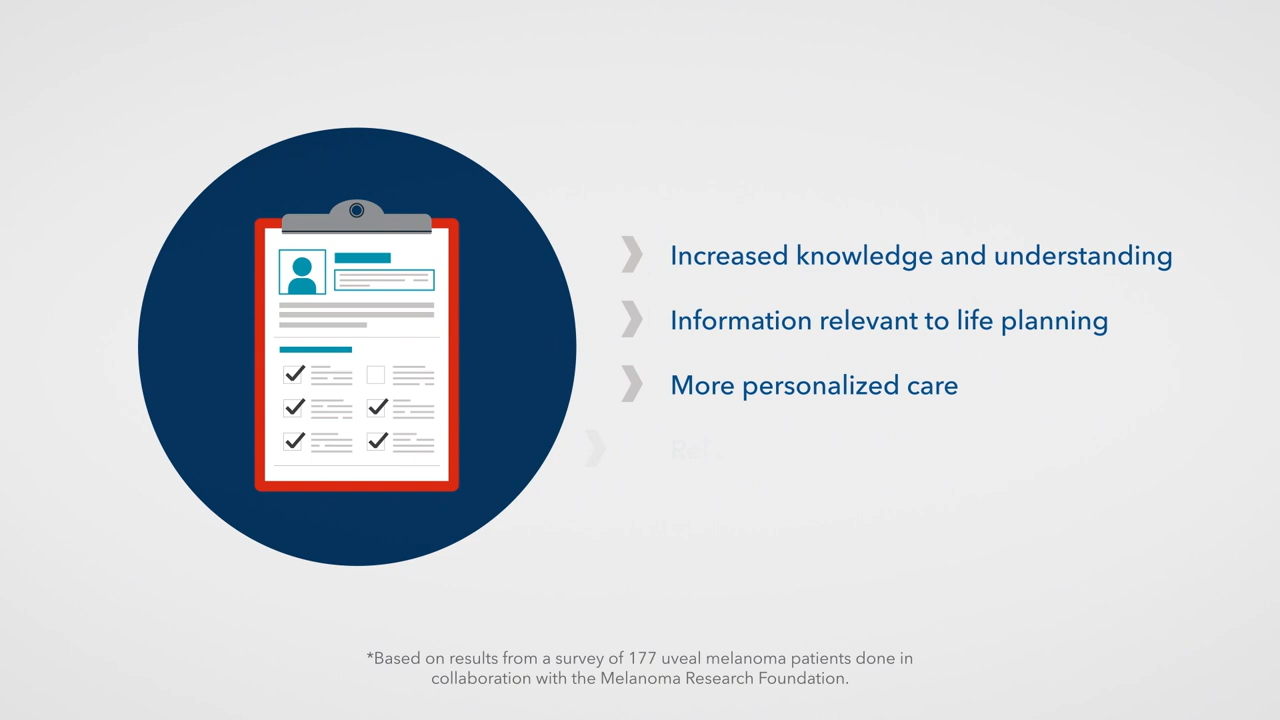 Increased knowledge and understanding
Information relevant to life planning
More personalized care
*Based on results from a survey of 177 uveal melanoma patients done in
collaboration with the Melanoma Research Foundation.